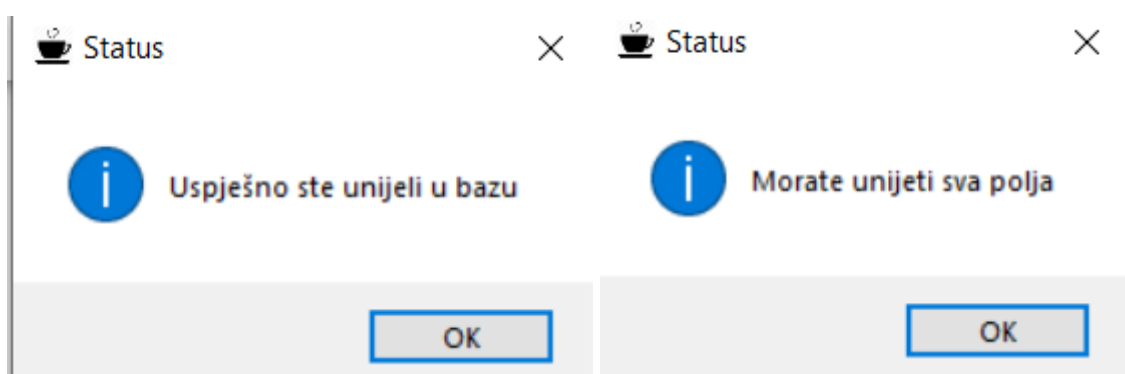 Status
Uspješno ste unijeli u bazu
OK
Status
Morate unijeti sva polja
OK